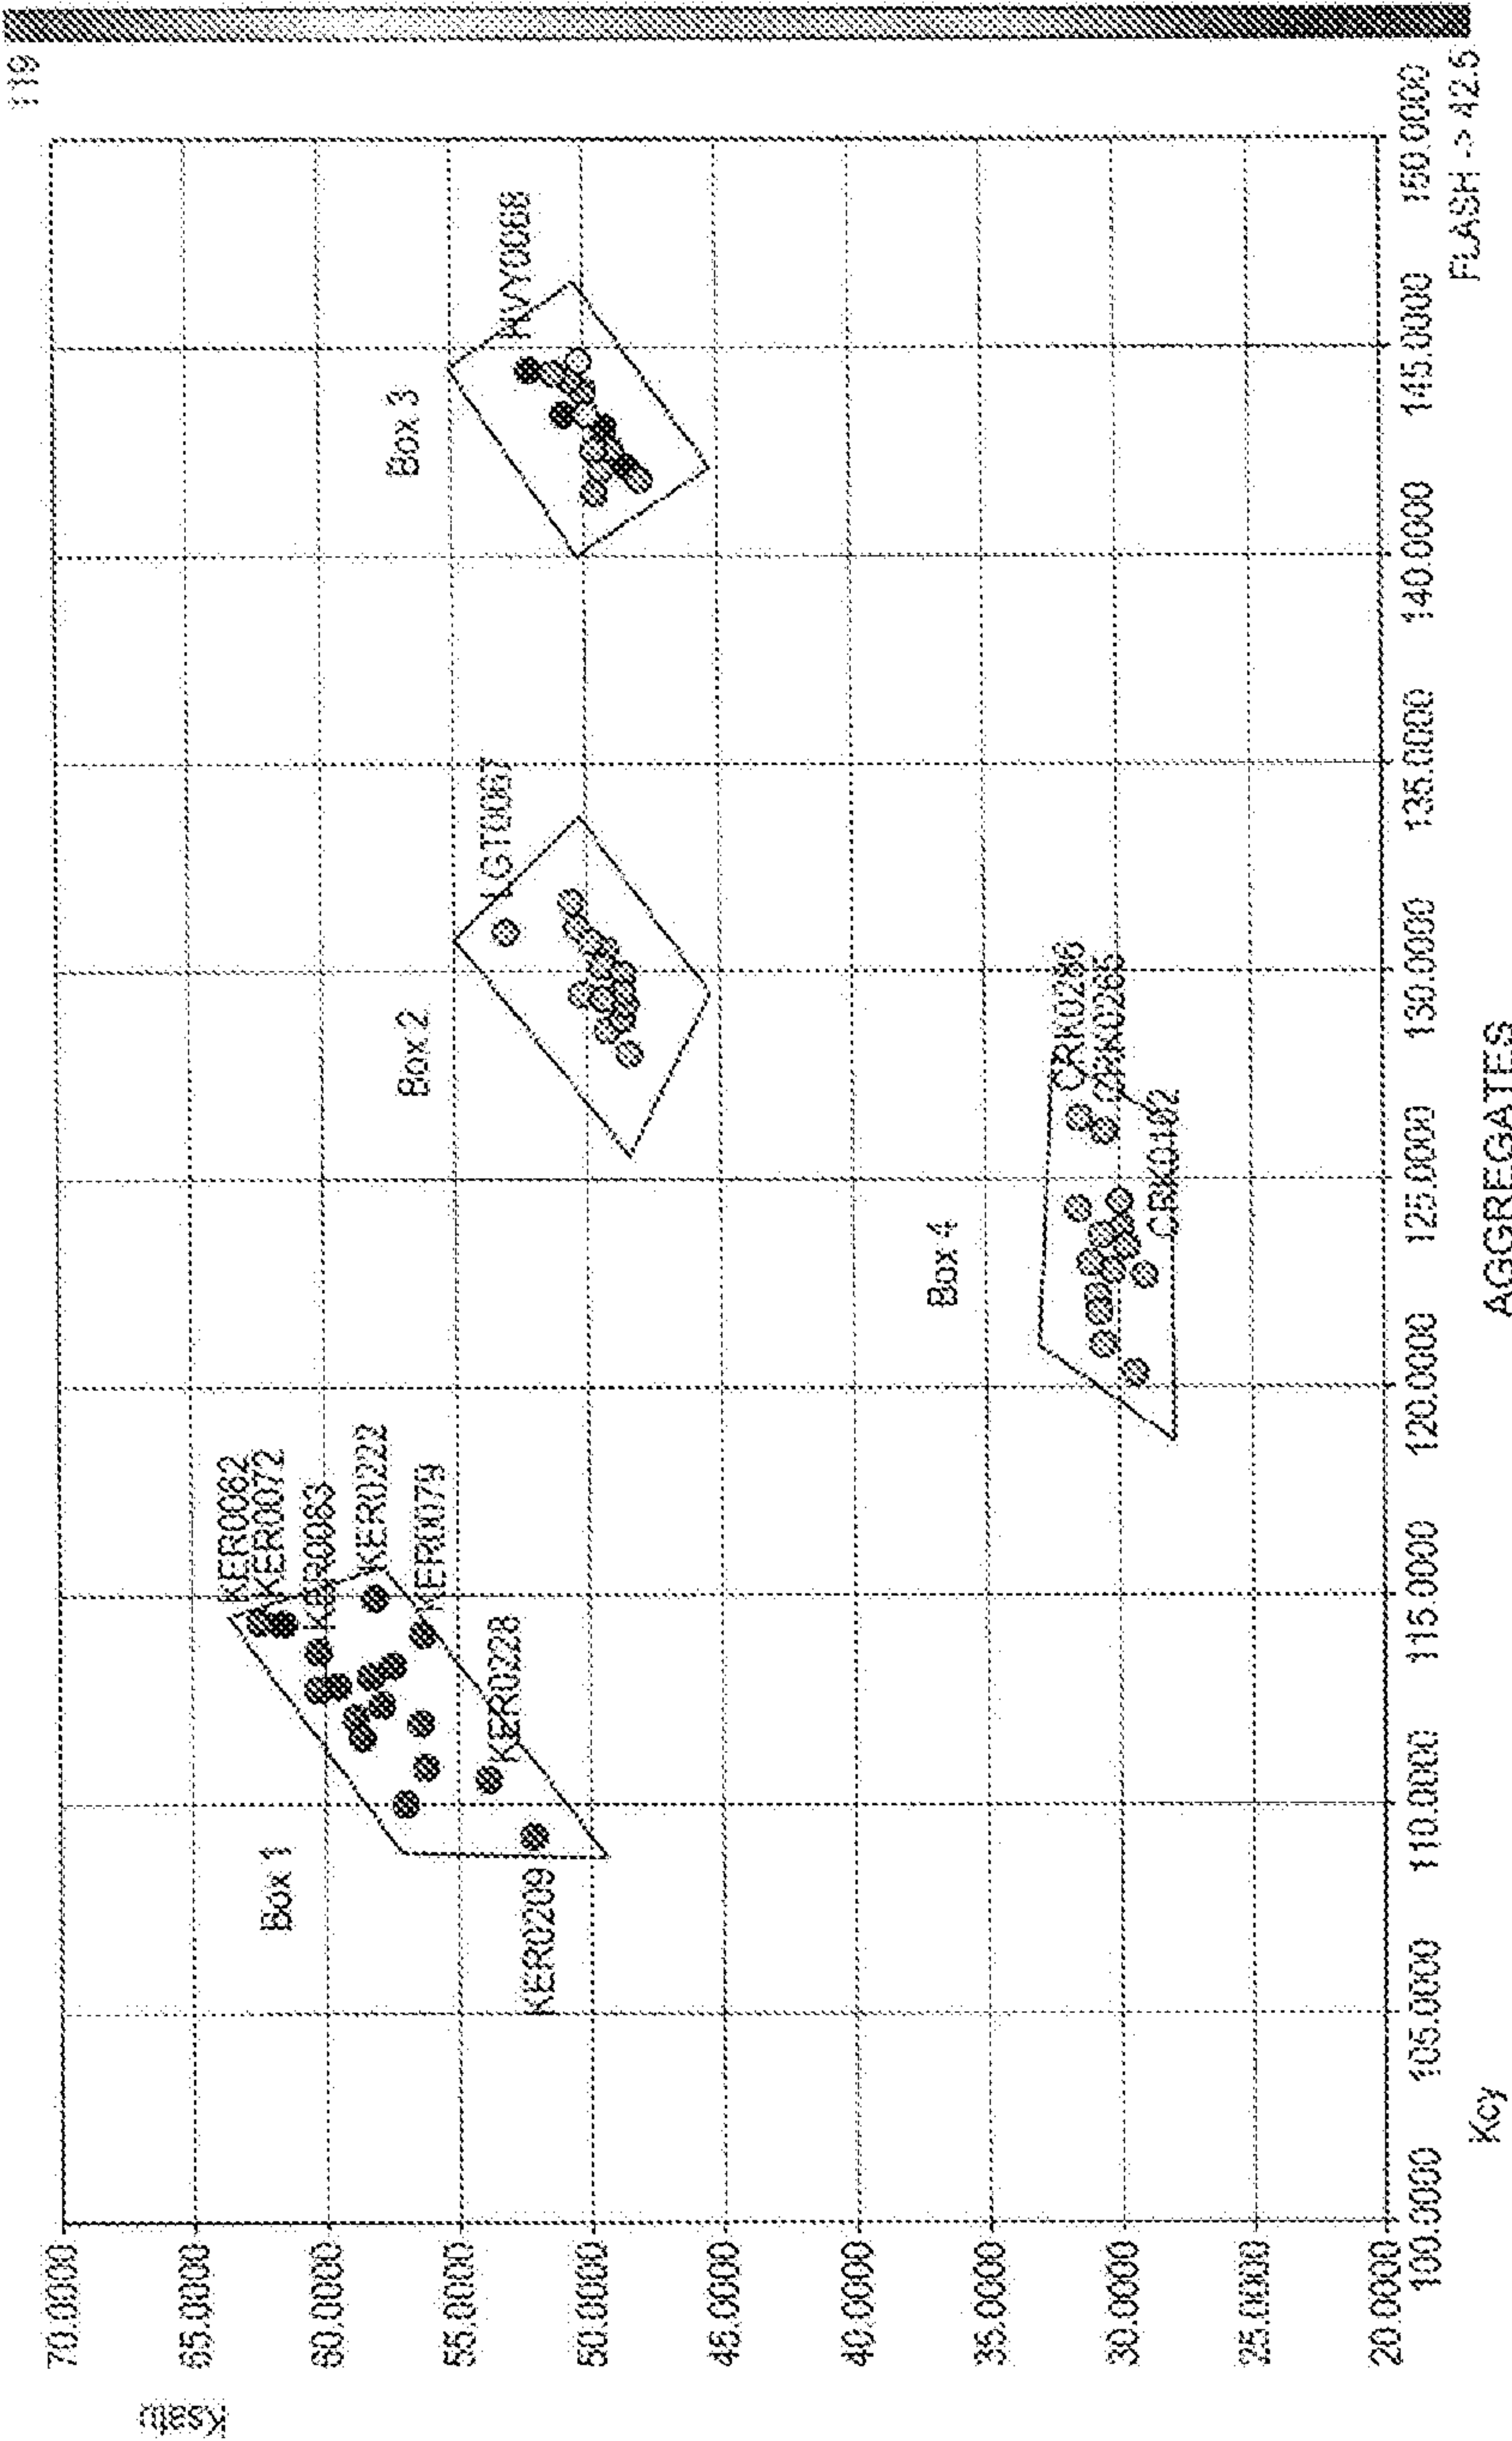 119
Ksatu
70.0000
65.0000
60.0000
55.0000
50.0000
45.0000
40.0000
35.0000
30.0000
25.0000
20.0000
Box 1
KER0062
KER0072
KER0063
KER0222
KER0079
KER0228
KER0209
Box 2
LGT0067
Box 3
HVY0068
Box 4
CRK0286
CRK0265
CRK0102
100.0000
105.0000
110.0000
115.0000
120.0000
125.0000
130.0000
135.0000
140.0000
145.0000
150.0000
Kcy
AGGREGATES
FLASH -> 42.5